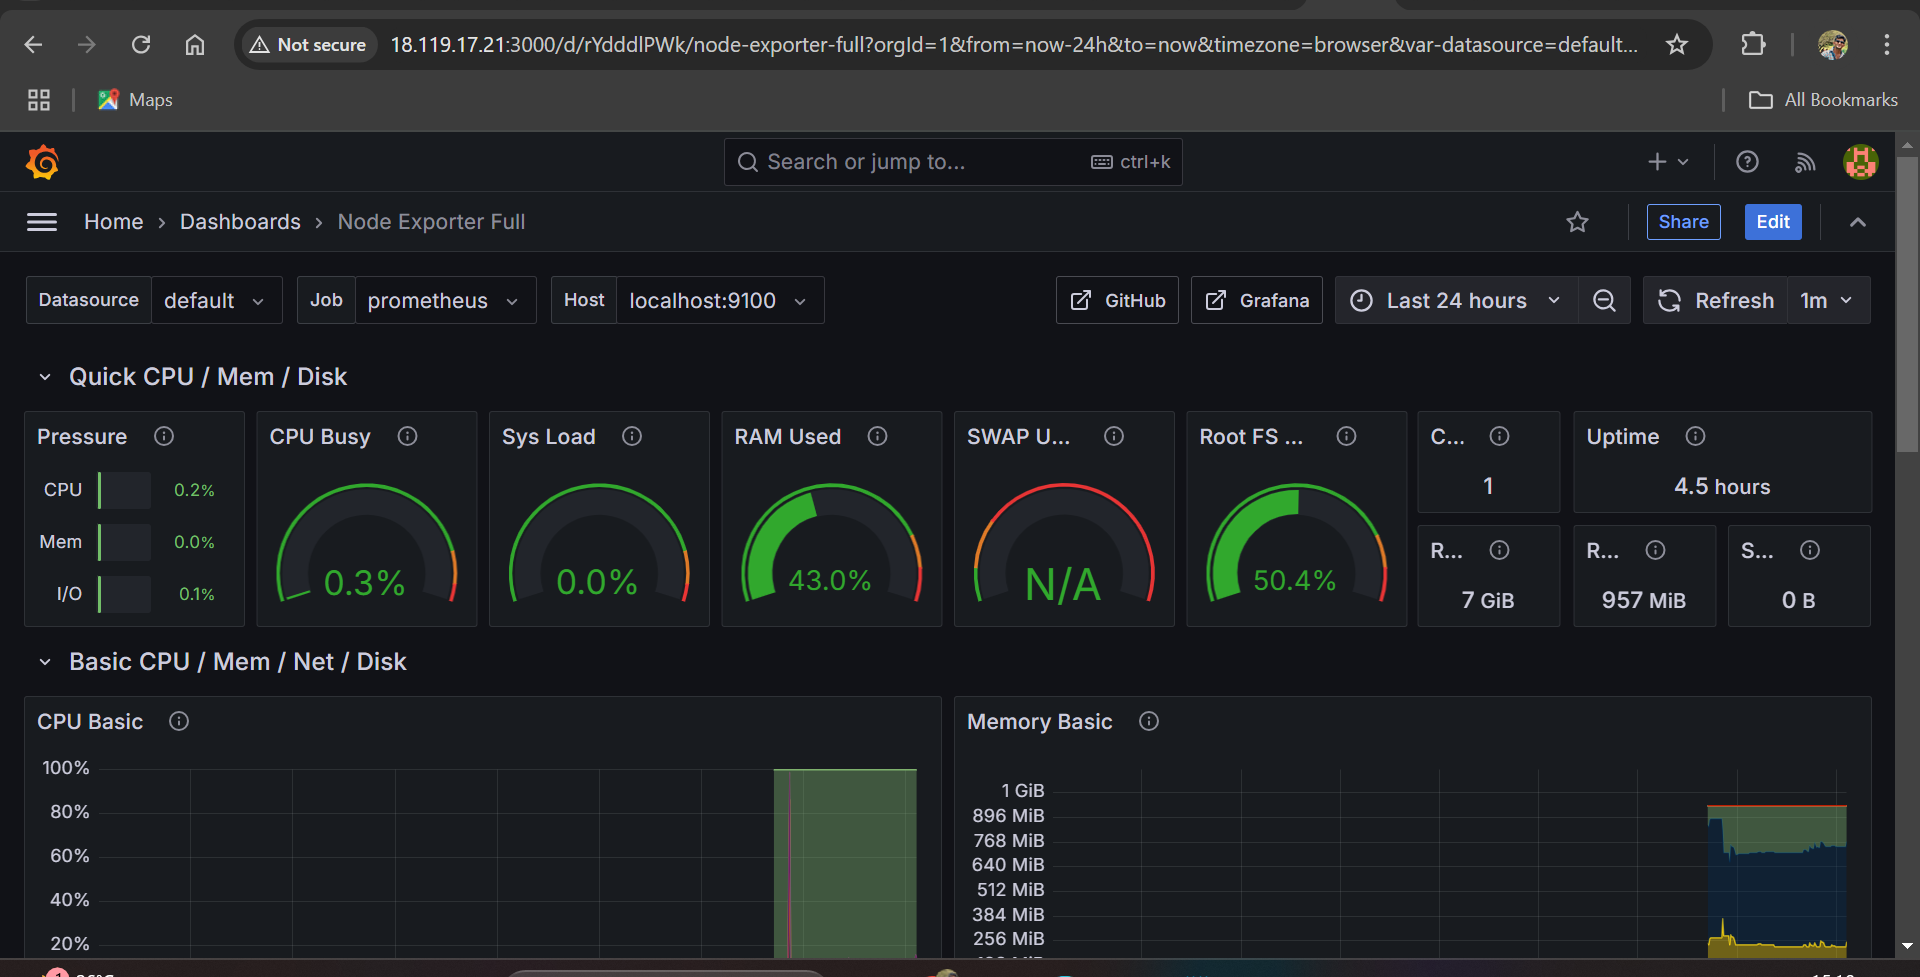 Not secure
18.119.17.21:3000/d/rYdddlPWk/node-exporter-full?orgId=1&from=now-24h&to=now&timezone=browser&var-datasource=default...
Maps
All Bookmarks
Search or jump to...
ctrl+k
Home › Dashboards › Node Exporter Full
Share
Edit
Datasource default
Job prometheus
Host localhost:9100
GitHub
Grafana
Last 24 hours
Refresh 1m
Quick CPU / Mem / Disk
Pressure
CPU 0.2%
Mem 0.0%
I/O 0.1%
CPU Busy
0.3%
Sys Load
0.0%
RAM Used
43.0%
SWAP U...
N/A
Root FS ...
50.4%
C...
1
Uptime
4.5 hours
R...
7 GiB
R...
957 MiB
S...
0 B
Basic CPU / Mem / Net / Disk
CPU Basic
100%
80%
60%
40%
20%
Memory Basic
1 GiB
896 MiB
768 MiB
640 MiB
512 MiB
384 MiB
256 MiB